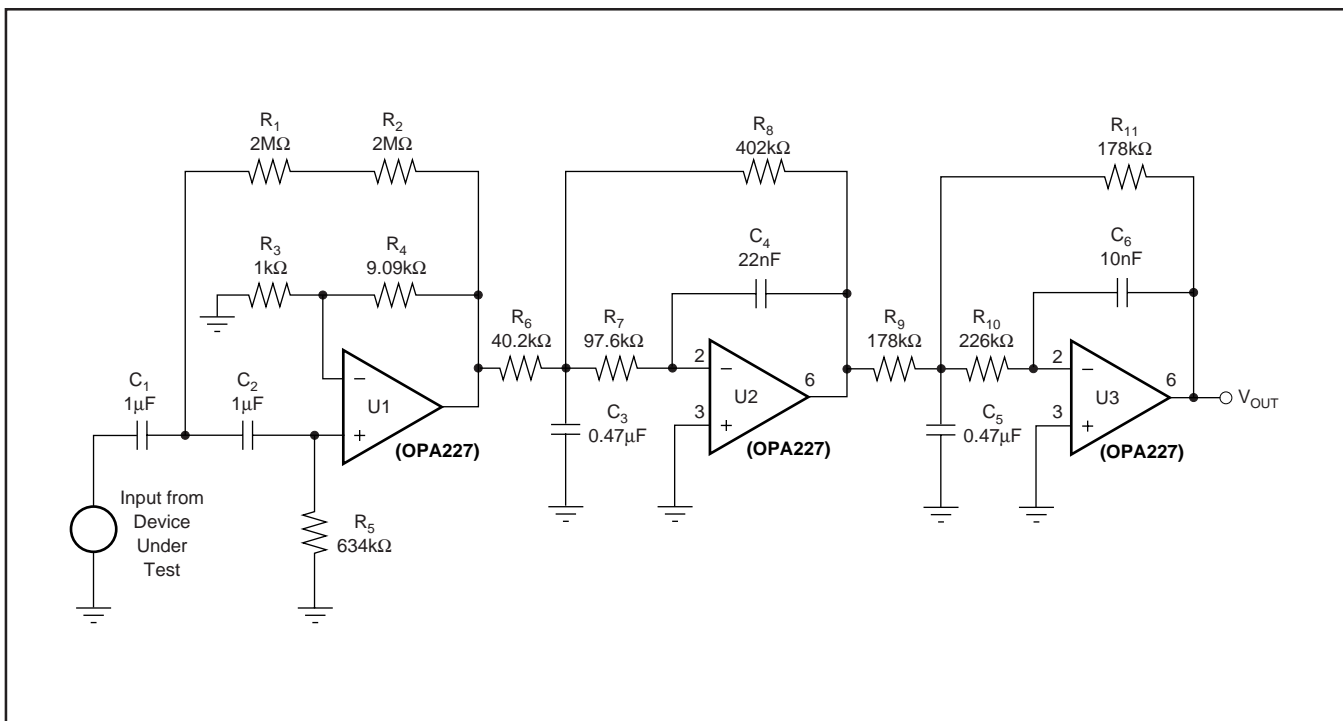 R1
2MΩ
R2
2MΩ
R3
1kΩ
R4
9.09kΩ
C1
1µF
C2
1µF
−
+
U1
(OPA227)
Input from
Device
Under
Test
R5
634kΩ
R6
40.2kΩ
R7
97.6kΩ
R8
402kΩ
C4
22nF
C3
0.47µF
2
−
3
+
6
U2
(OPA227)
R9
178kΩ
R10
226kΩ
R11
178kΩ
C6
10nF
C5
0.47µF
2
−
3
+
6
U3
(OPA227)
VOUT